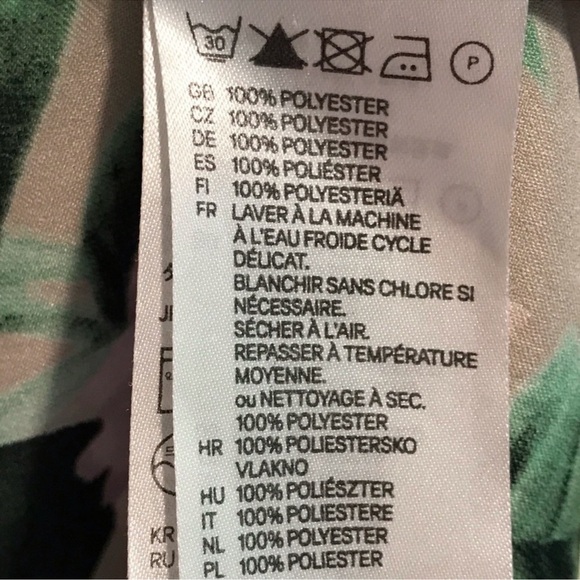 30
P
GB 100% POLYESTER
CZ 100% POLYESTER
DE 100% POLYESTER
ES 100% POLIÉSTER
FI 100% POLYESTERIÄ
FR LAVER À LA MACHINE
À L'EAU FROIDE CYCLE
DÉLICAT.
BLANCHIR SANS CHLORE SI
NÉCESSAIRE.
SÉCHER À L'AIR.
REPASSER À TEMPÉRATURE
MOYENNE.
ou NETTOYAGE À SEC.
100% POLYESTER
HR 100% POLIESTERSKO
VLAKNO
HU 100% POLIÉSZTER
IT 100% POLIESTERE
NL 100% POLYESTER
PL 100% POLIESTER
KR
RU